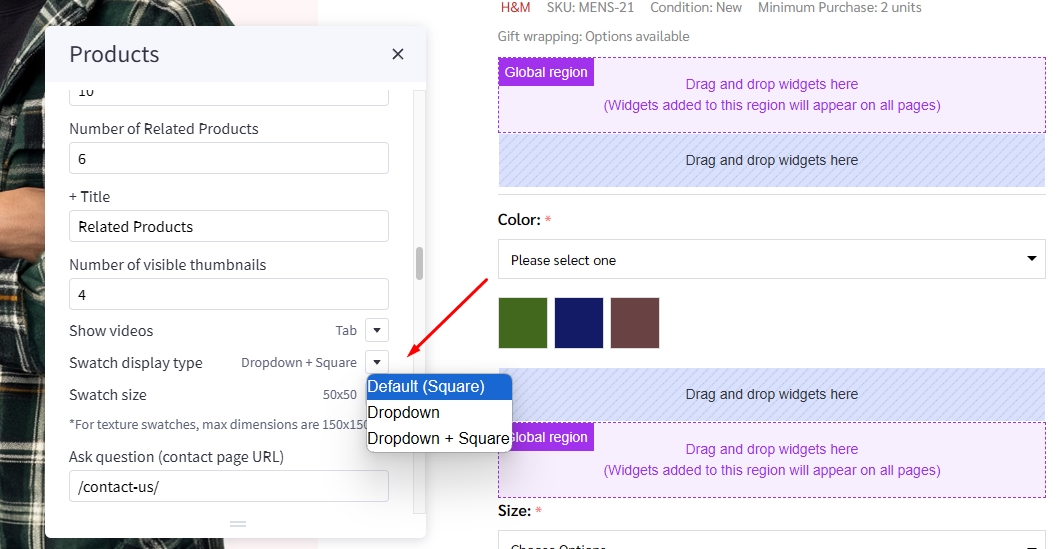 H&M SKU: MENS-21 Condition: New Minimum Purchase: 2 units
Gift wrapping: Options available
Global region
Drag and drop widgets here
(Widgets added to this region will appear on all pages)
Drag and drop widgets here
Color: *
Please select one
Drag and drop widgets here
Global region
Drag and drop widgets here
(Widgets added to this region will appear on all pages)
Size: *
Choose Options
Products
10
Number of Related Products
6
+ Title
Related Products
Number of visible thumbnails
4
Show videos Tab
Swatch display type Dropdown + Square
Default (Square)
Dropdown
Dropdown + Square
Swatch size 50x50
*For texture swatches, max dimensions are 150x150
Ask question (contact page URL)
/contact-us/